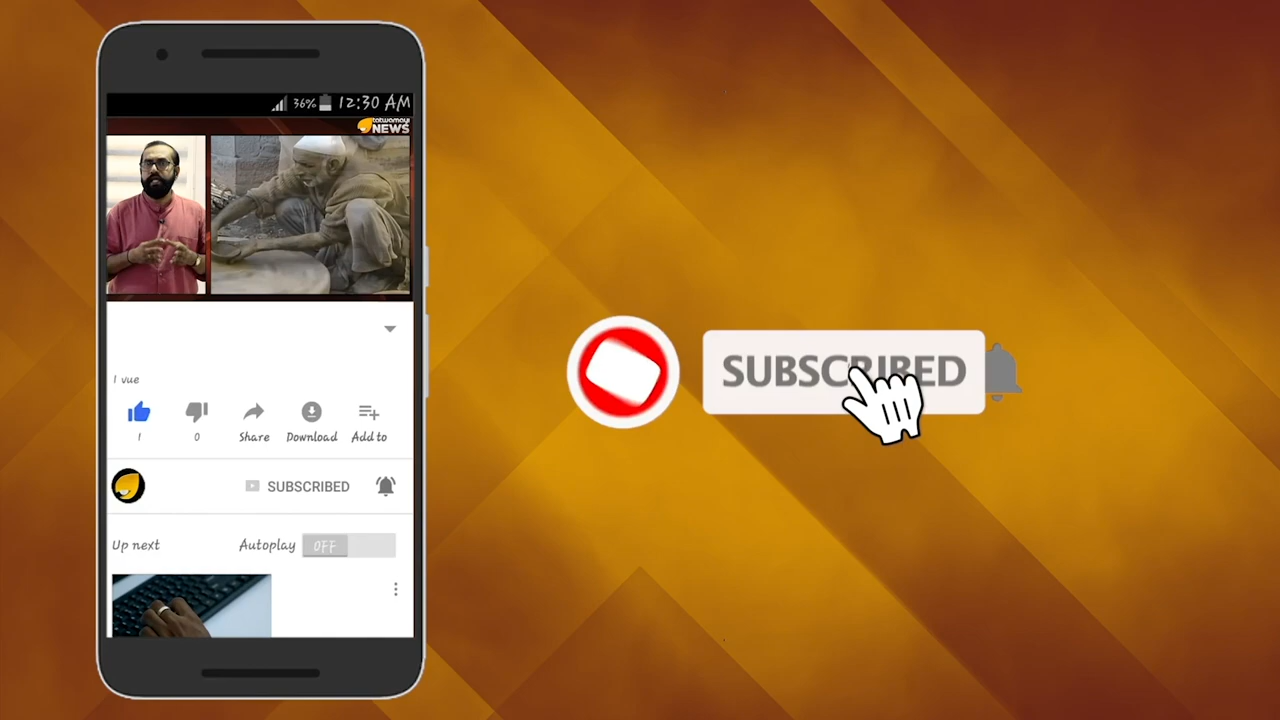 36% 12:30 AM
tatwamayi
NEWS
1 vue
1 0 Share Download Add to
SUBSCRIBED
Up next Autoplay OFF
SUBSCRIBED